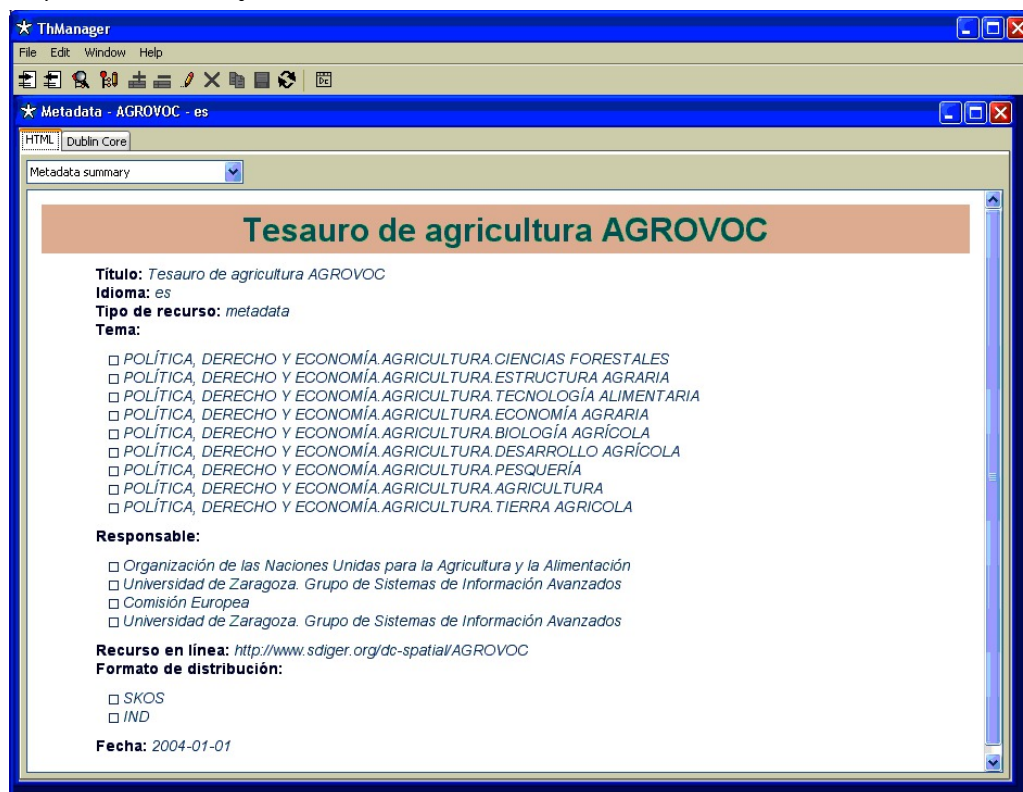 ThManager
File Edit Window Help
Metadata - AGROVOC - es
HTML Dublin Core
Metadata summary
Tesauro de agricultura AGROVOC
Título: Tesauro de agricultura AGROVOC
Idioma: es
Tipo de recurso: metadata
Tema:
POLÍTICA, DERECHO Y ECONOMÍA.AGRICULTURA.CIENCIAS FORESTALES
POLÍTICA, DERECHO Y ECONOMÍA.AGRICULTURA.ESTRUCTURA AGRARIA
POLÍTICA, DERECHO Y ECONOMÍA.AGRICULTURA.TECNOLOGÍA ALIMENTARIA
POLÍTICA, DERECHO Y ECONOMÍA.AGRICULTURA.ECONOMÍA AGRARIA
POLÍTICA, DERECHO Y ECONOMÍA.AGRICULTURA.BIOLOGÍA AGRÍCOLA
POLÍTICA, DERECHO Y ECONOMÍA.AGRICULTURA.DESARROLLO AGRÍCOLA
POLÍTICA, DERECHO Y ECONOMÍA.AGRICULTURA.PESQUERÍA
POLÍTICA, DERECHO Y ECONOMÍA.AGRICULTURA.AGRICULTURA
POLÍTICA, DERECHO Y ECONOMÍA.AGRICULTURA.TIERRA AGRICOLA
Responsable:
Organización de las Naciones Unidas para la Agricultura y la Alimentación
Universidad de Zaragoza. Grupo de Sistemas de Información Avanzados
Comisión Europea
Universidad de Zaragoza. Grupo de Sistemas de Información Avanzados
Recurso en línea: http://www.sdiger.org/dc-spatial/AGROVOC
Formato de distribución:
SKOS
IND
Fecha: 2004-01-01